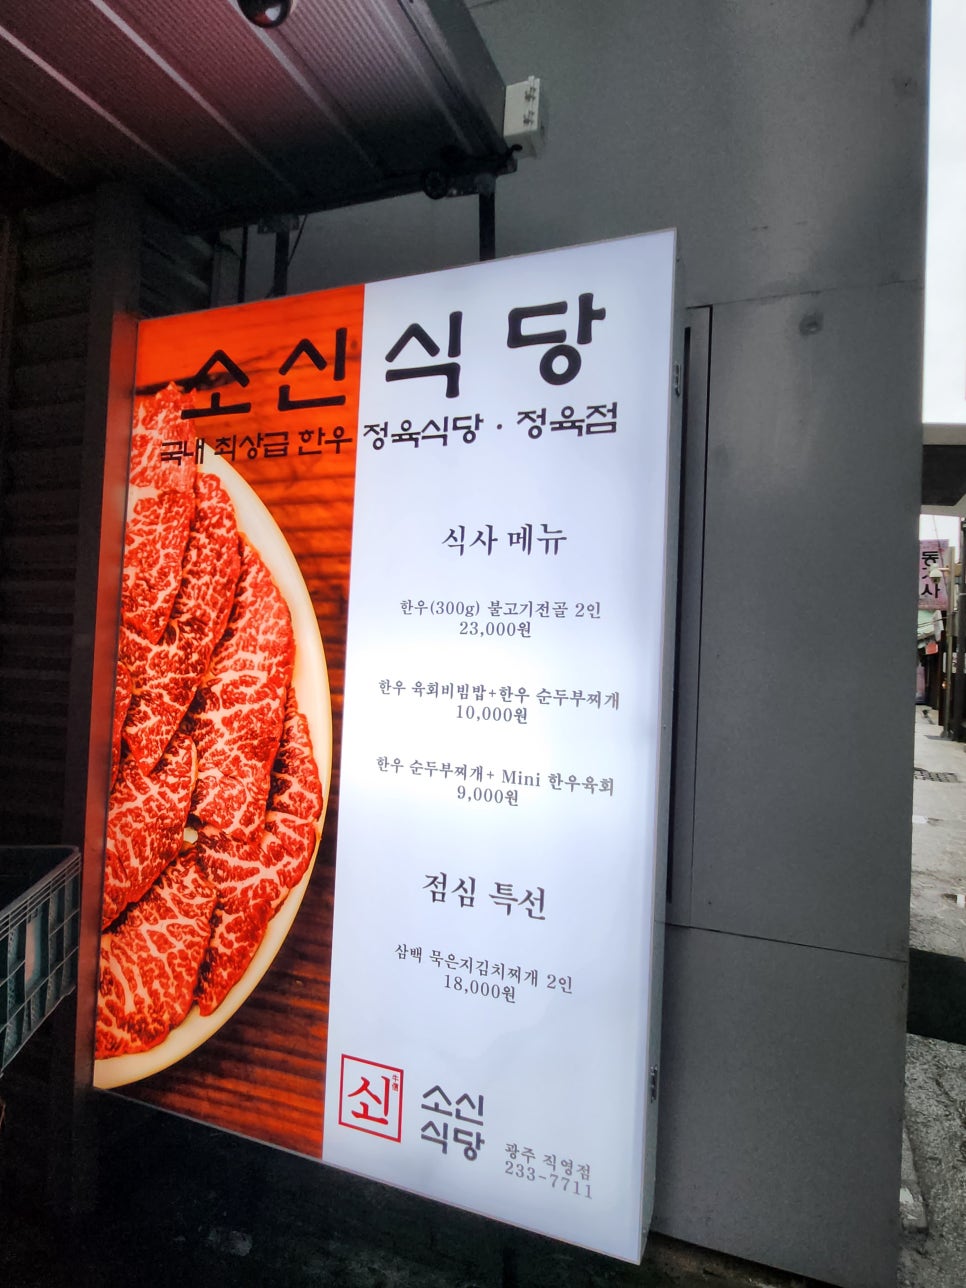 소신식당
국내 최상급 한우 정육식당 · 정육점
식사 메뉴
한우(300g) 불고기전골 2인
23,000원
한우 육회비빔밥+한우 순두부찌개
10,000원
한우 순두부찌개+ Mini 한우육회
9,000원
점심 특선
삼백 묵은지김치찌개 2인
18,000원
소신
식당
광주 직영점
233-7711
동
사